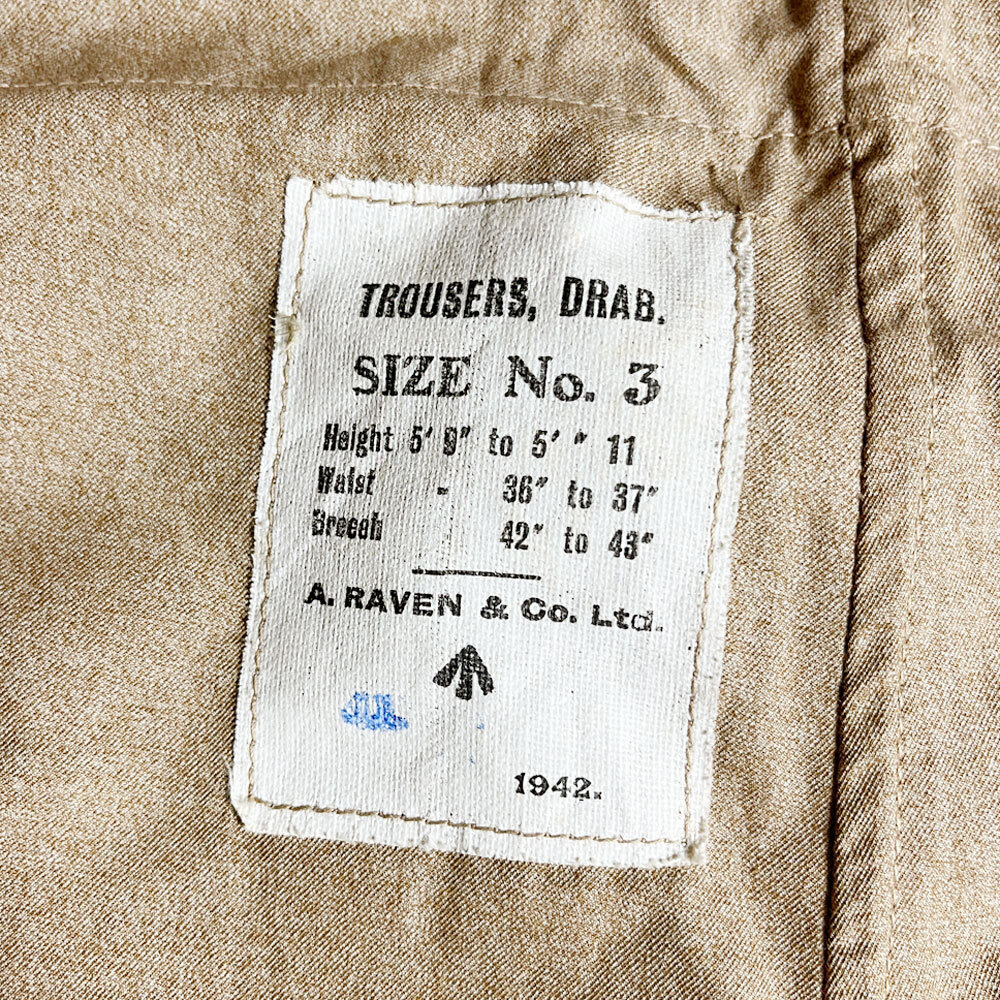 TROUSERS, DRAB.
SIZE No. 3
Height 5' 9" to 5' " 11
Waist - 36" to 37"
Breech 42" to 43"
A. RAVEN & Co. Ltd.
1942.